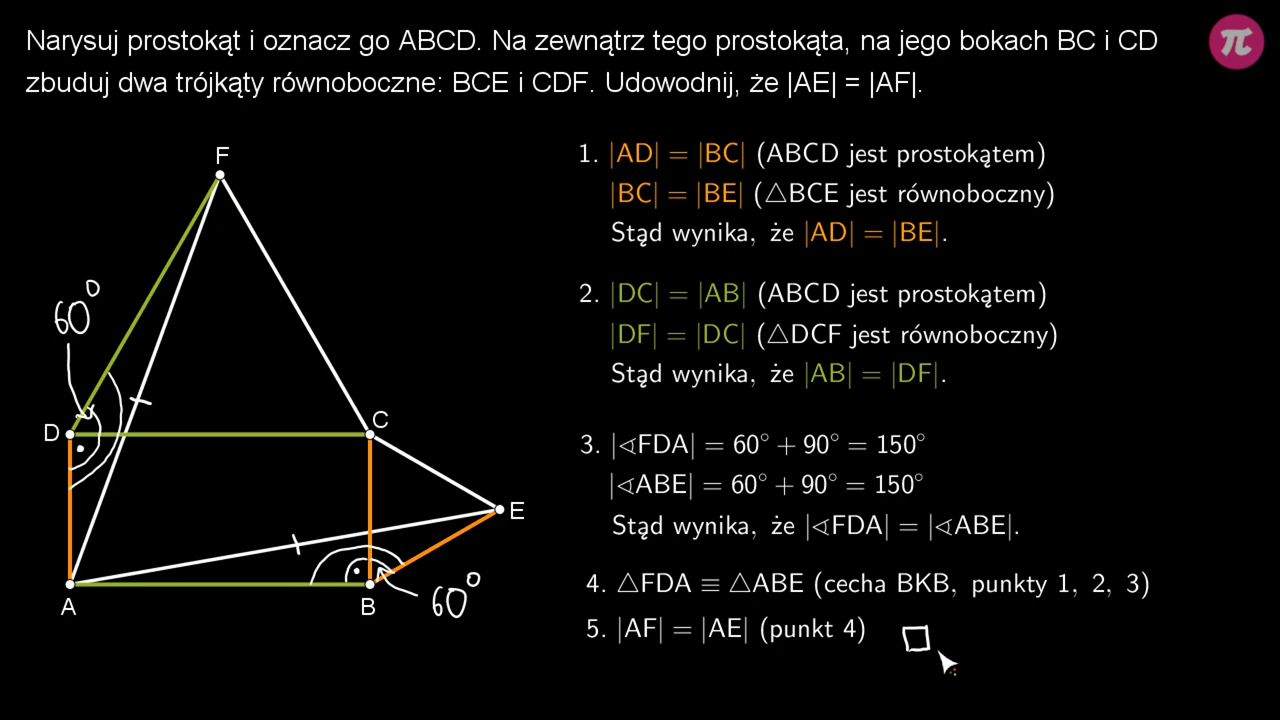 Narysuj prostokąt i oznacz go ABCD. Na zewnątrz tego prostokąta, na jego bokach BC i CD
zbuduj dwa trójkąty równoboczne: BCE i CDF. Udowodnij, że |AE| = |AF|.
π
F
60°
D
C
E
A
B
60°
1. |AD| = |BC| (ABCD jest prostokątem)
|BC| = |BE| (△BCE jest równoboczny)
Stąd wynika, że |AD| = |BE|.
2. |DC| = |AB| (ABCD jest prostokątem)
|DF| = |DC| (△DCF jest równoboczny)
Stąd wynika, że |AB| = |DF|.
3. |∢FDA| = 60° + 90° = 150°
|∢ABE| = 60° + 90° = 150°
Stąd wynika, że |∢FDA| = |∢ABE|.
4. △FDA ≡ △ABE (cecha BKB, punkty 1, 2, 3)
5. |AF| = |AE| (punkt 4)